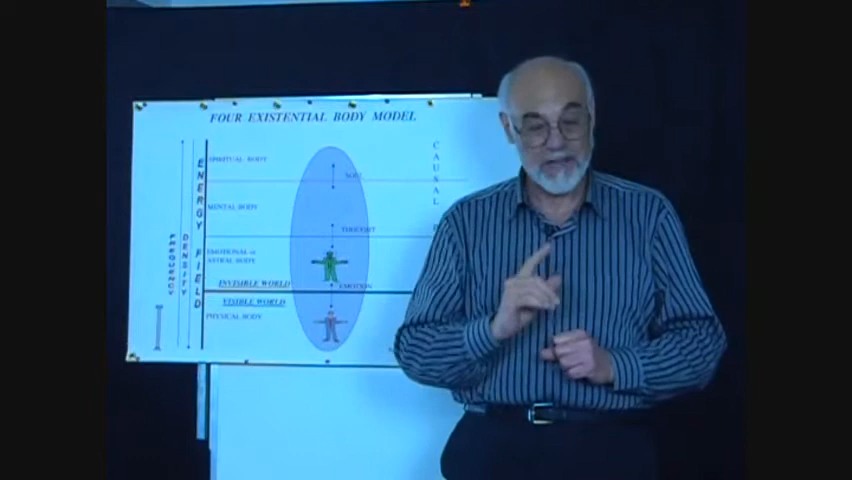 FOUR EXISTENTIAL BODY MODEL
SPIRITUAL BODY
SOUL
CAUSAL
MENTAL BODY
THOUGHT
EMOTIONAL or
ASTRAL BODY
INVISIBLE WORLD
EMOTION
VISIBLE WORLD
PHYSICAL BODY
ENERGY FIELD
DENSITY
FREQUENCY